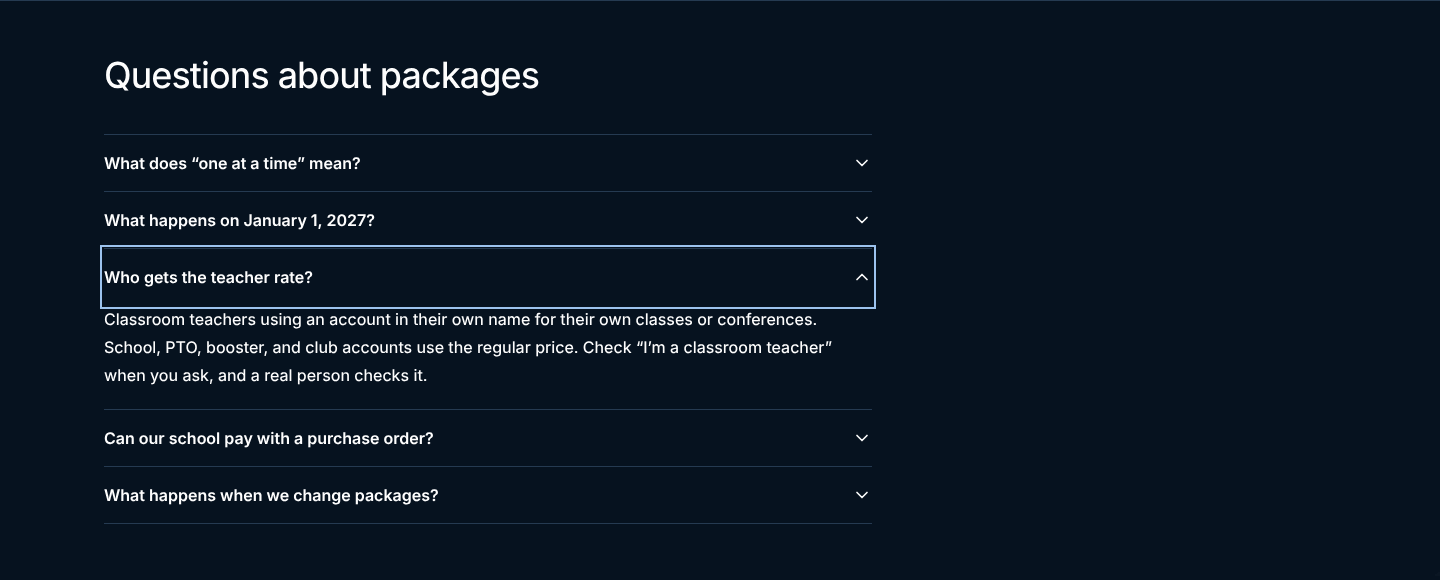 Questions about packages
What does “one at a time” mean?
What happens on January 1, 2027?
Who gets the teacher rate?
Classroom teachers using an account in their own name for their own classes or conferences.
School, PTO, booster, and club accounts use the regular price. Check “I’m a classroom teacher”
when you ask, and a real person checks it.
Can our school pay with a purchase order?
What happens when we change packages?